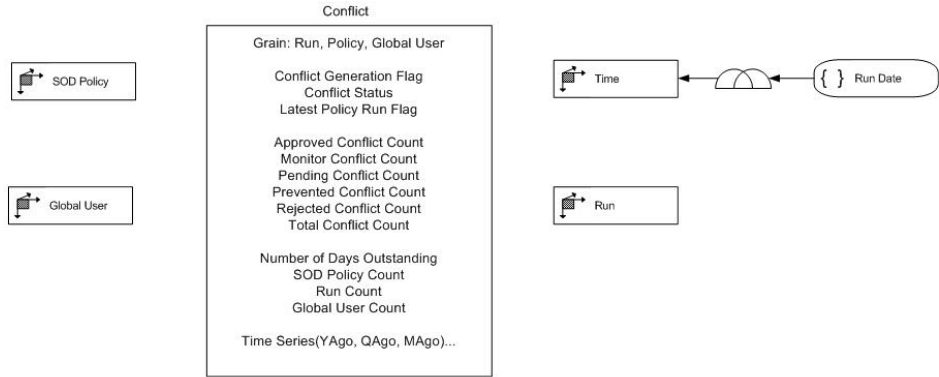 Conflict
Grain: Run, Policy, Global User
Conflict Generation Flag
Conflict Status
Latest Policy Run Flag
Approved Conflict Count
Monitor Conflict Count
Pending Conflict Count
Prevented Conflict Count
Rejected Conflict Count
Total Conflict Count
Number of Days Outstanding
SOD Policy Count
Run Count
Global User Count
Time Series(YAgo, QAgo, MAgo)...
SOD Policy
Global User
Time
{ } Run Date
Run